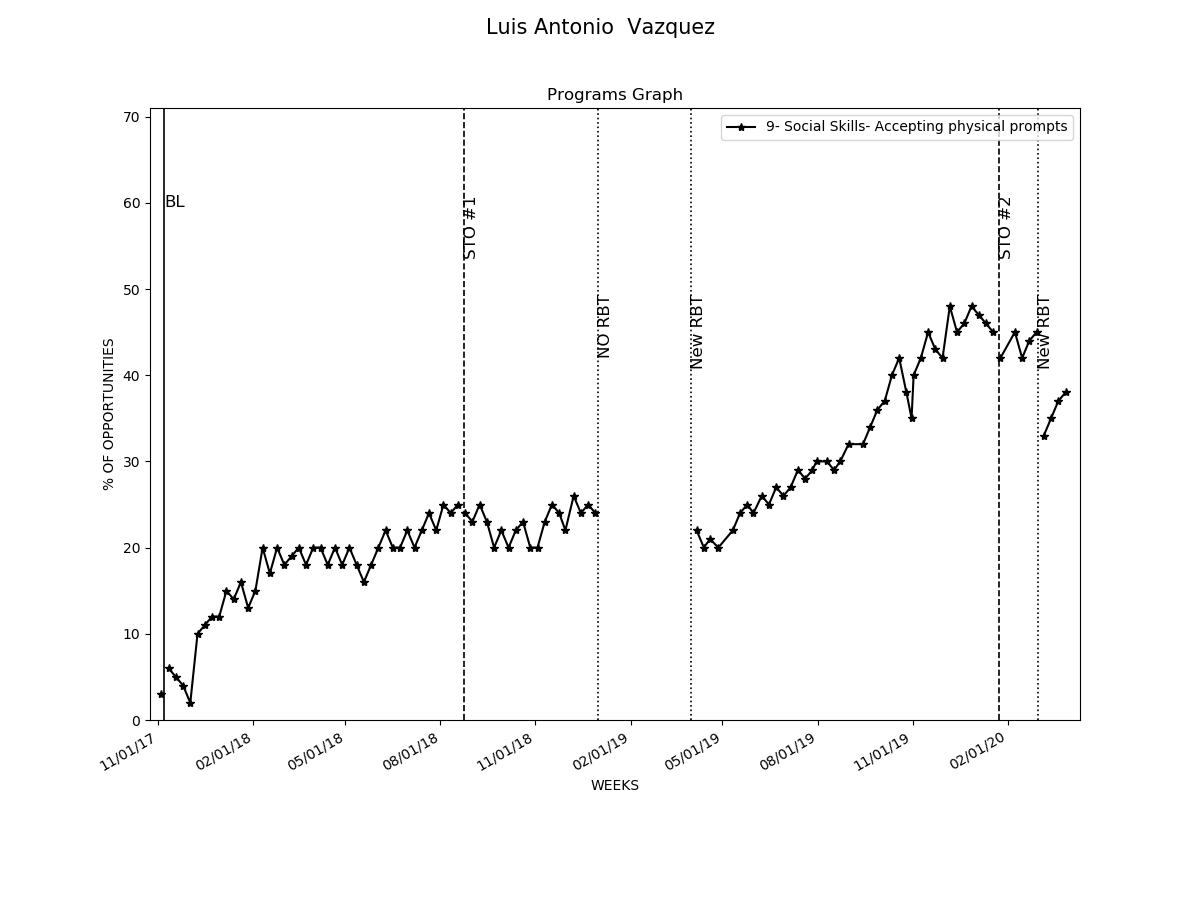 Luis Antonio  Vazquez
Programs Graph
9- Social Skills- Accepting physical prompts
70
60
50
40
30
20
10
0
% OF OPPORTUNITIES
BL
STO #1
NO RBT
New RBT
STO #2
New RBT
11/01/17
02/01/18
05/01/18
08/01/18
11/01/18
02/01/19
05/01/19
08/01/19
11/01/19
02/01/20
WEEKS